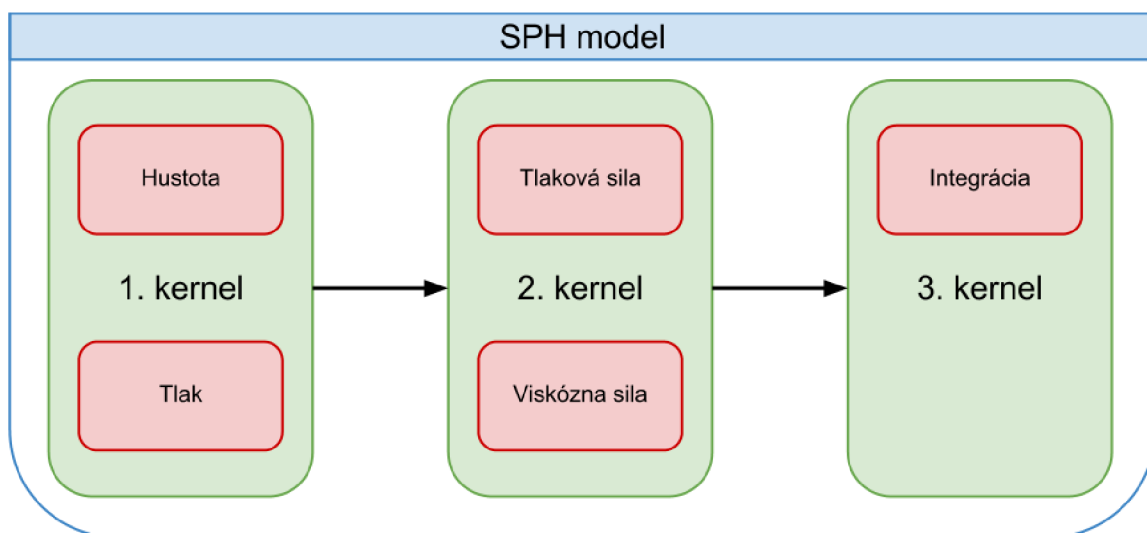 SPH model
Hustota
1. kernel
Tlak
Tlaková sila
2. kernel
Viskózna sila
Integrácia
3. kernel